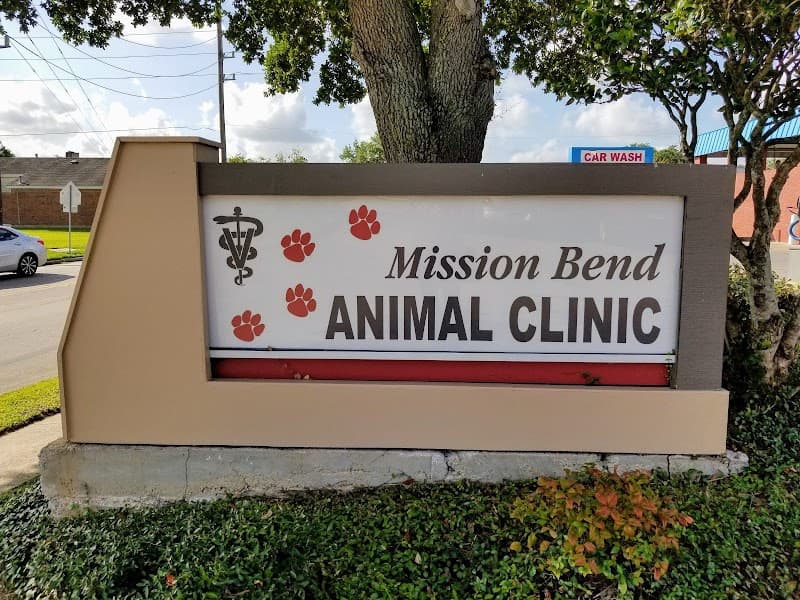 CAR WASH
V
Mission Bend
ANIMAL CLINIC